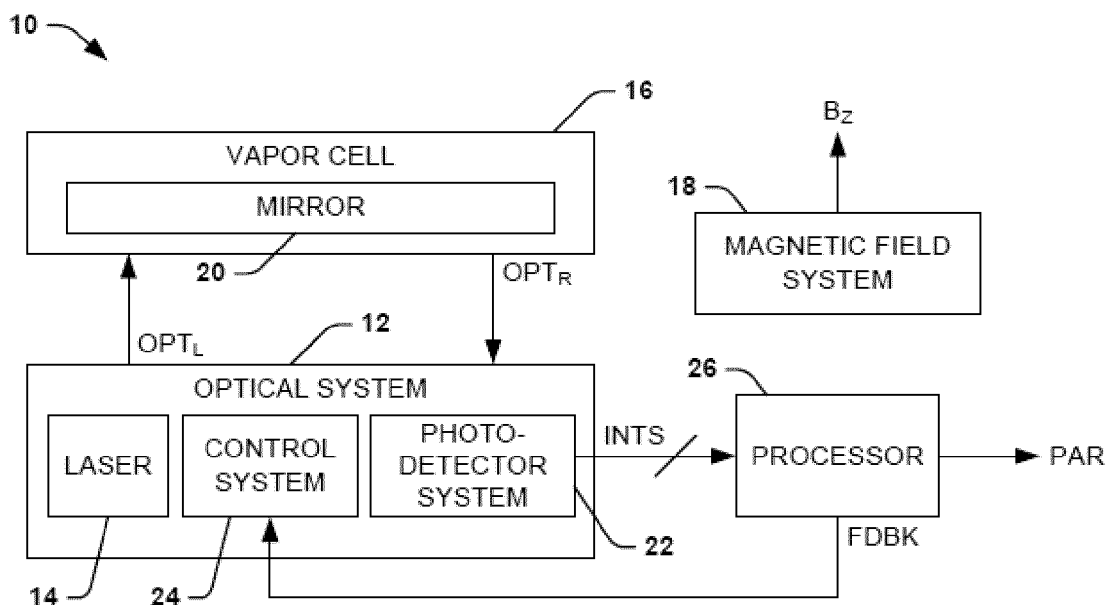 10
16
VAPOR CELL
MIRROR
20
B_Z
18
MAGNETIC FIELD
SYSTEM
OPT_R
OPT_L
12
OPTICAL SYSTEM
LASER
CONTROL
SYSTEM
PHOTO-
DETECTOR
SYSTEM
INTS
26
PROCESSOR
PAR
FDBK
14
24
22